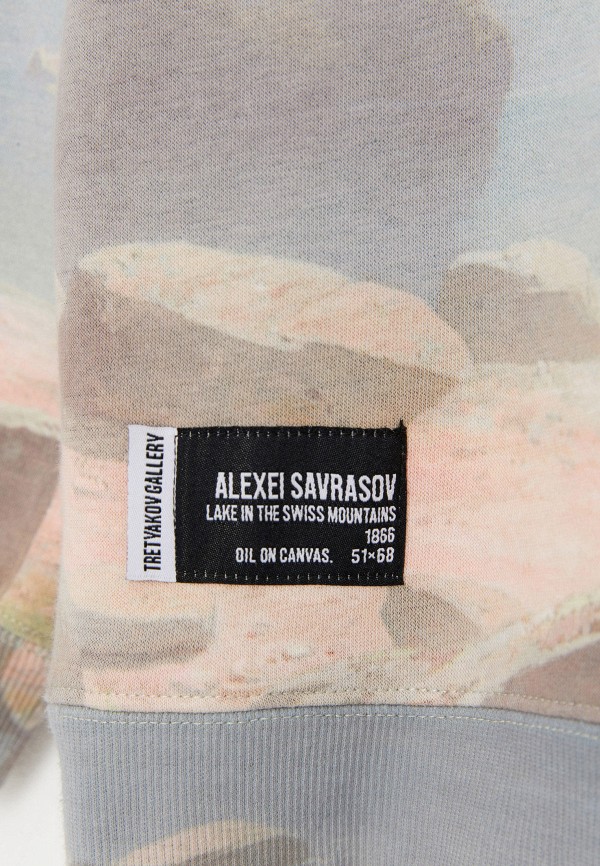 TRETYAKOV GALLERY
ALEXEI SAVRASOV
LAKE IN THE SWISS MOUNTAINS
1866
OIL ON CANVAS. 51×68